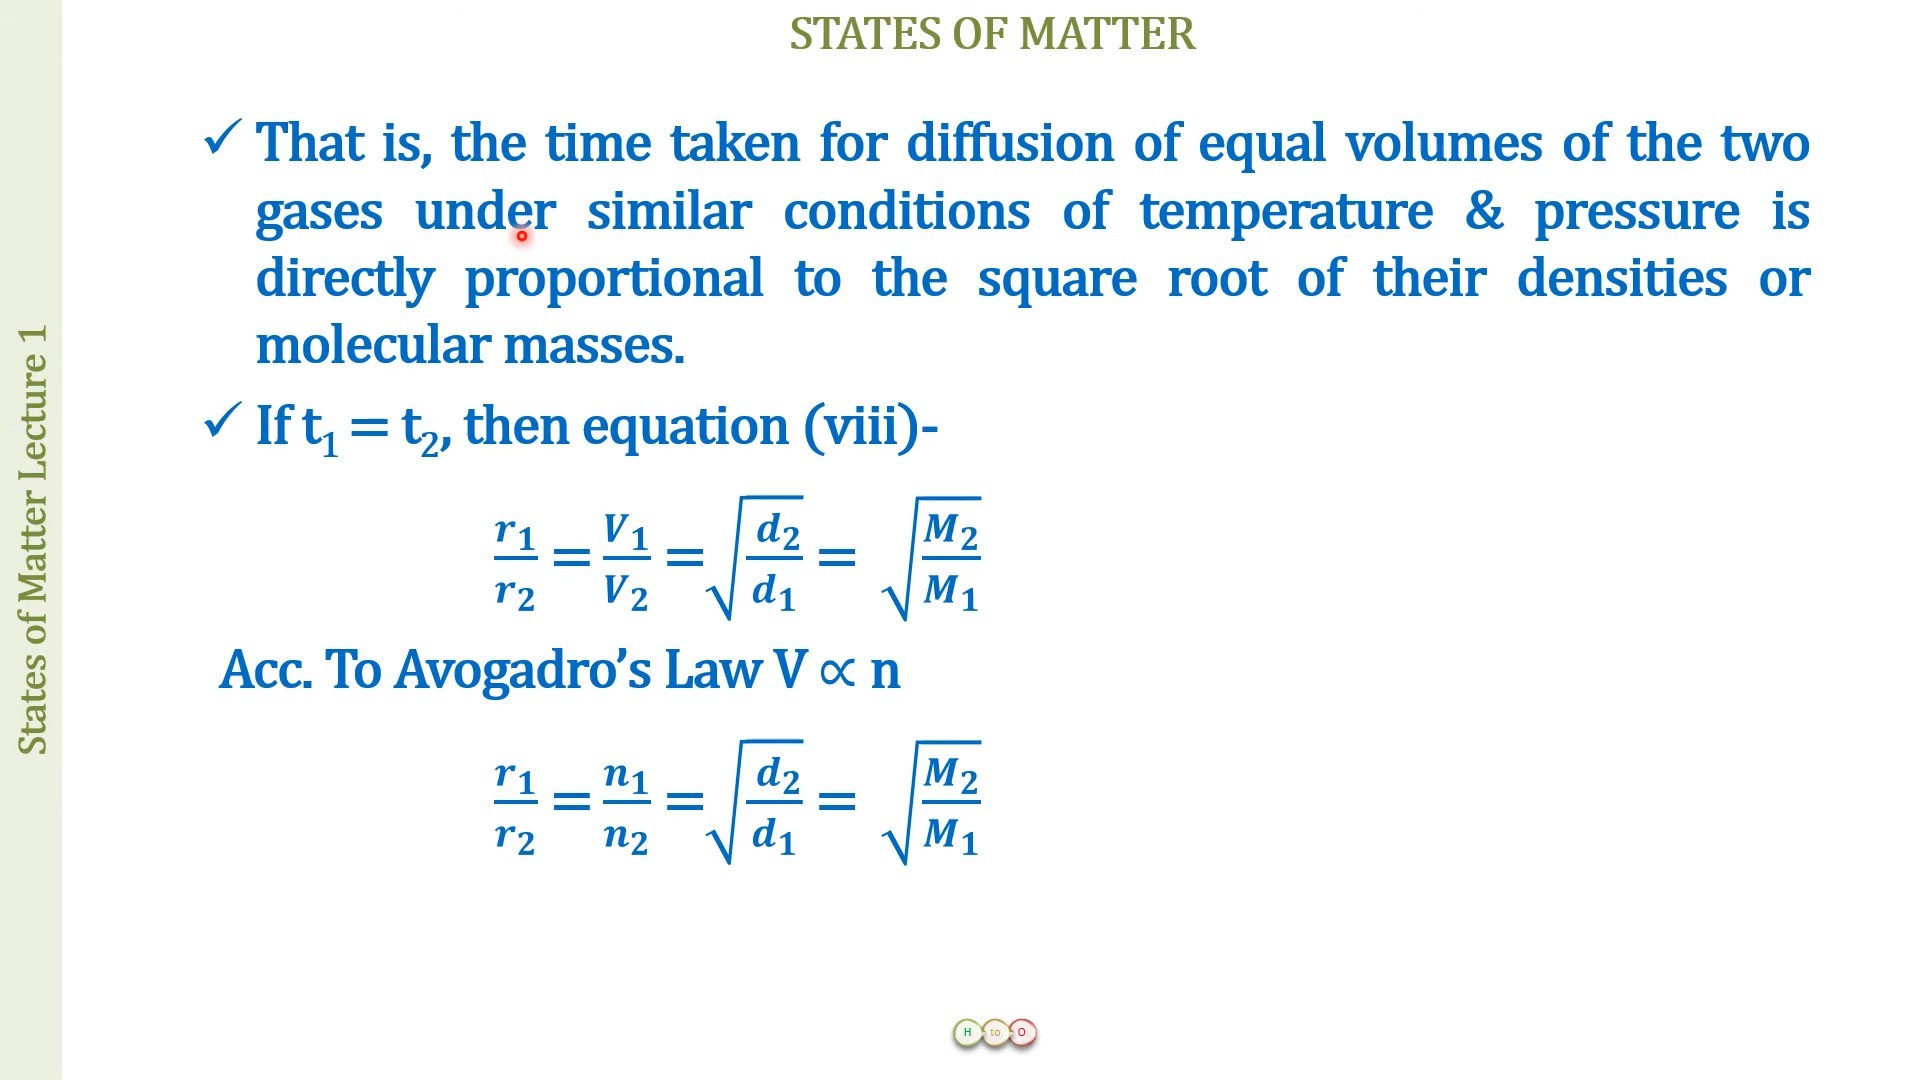 STATES OF MATTER
✓ That is, the time taken for diffusion of equal volumes of the two
gases under similar conditions of temperature & pressure is
directly proportional to the square root of their densities or
molecular masses.
✓ If t₁ = t₂, then equation (viii)-
r₁/r₂ = V₁/V₂ = √(d₂/d₁) = √(M₂/M₁)
Acc. To Avogadro’s Law V ∝ n
r₁/r₂ = n₁/n₂ = √(d₂/d₁) = √(M₂/M₁)
States of Matter Lecture 1
H to O